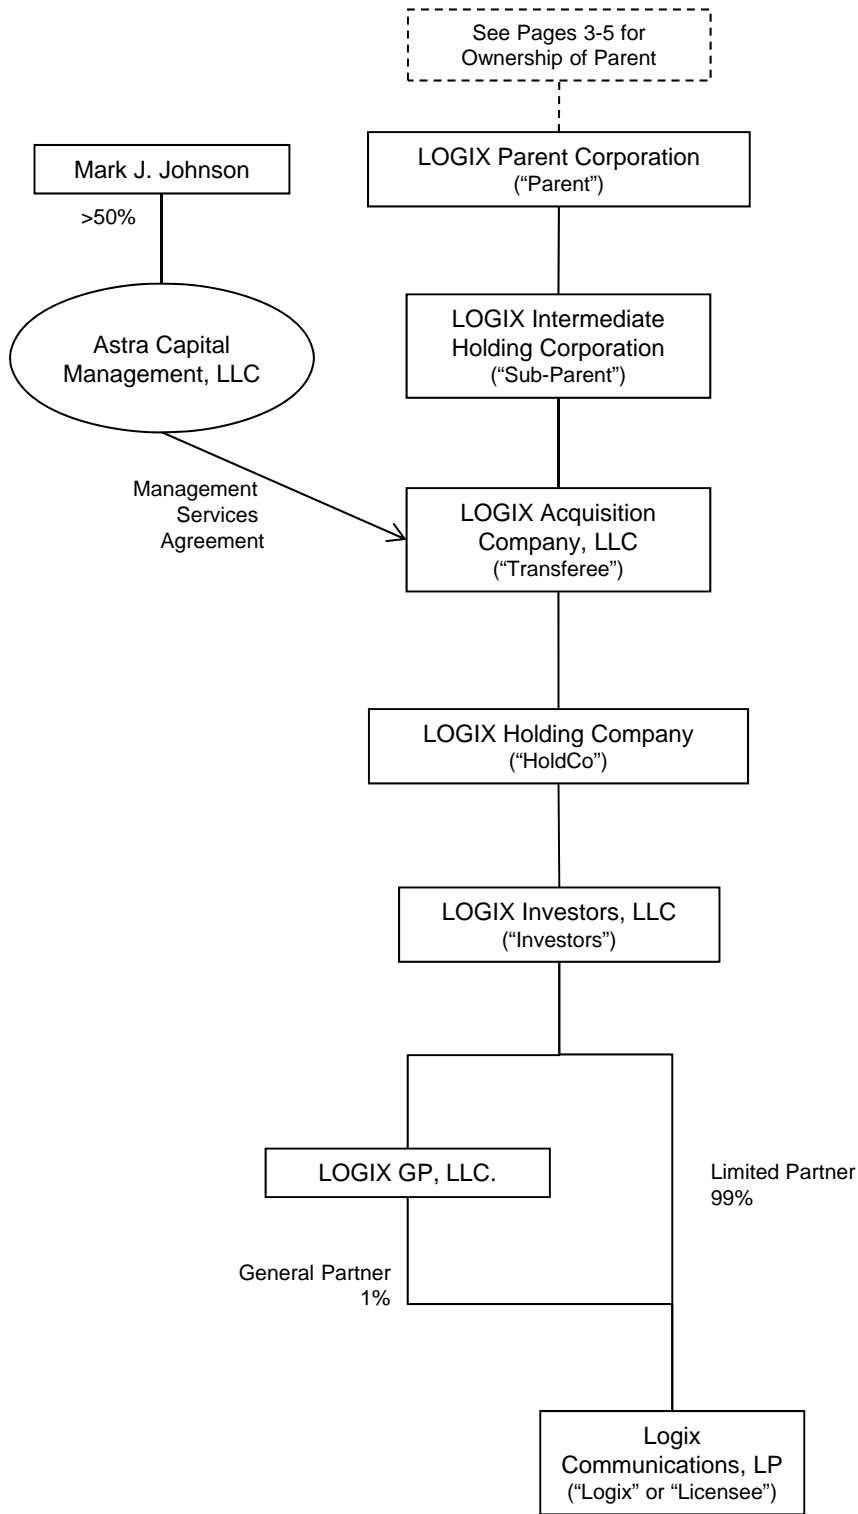 See Pages 3-5 for
Ownership of Parent
LOGIX Parent Corporation
(“Parent”)
Mark J. Johnson
>50%
Astra Capital
Management, LLC
LOGIX Intermediate
Holding Corporation
(“Sub-Parent”)
Management
Services
Agreement
LOGIX Acquisition
Company, LLC
(“Transferee”)
LOGIX Holding Company
(“HoldCo”)
LOGIX Investors, LLC
(“Investors”)
LOGIX GP, LLC.
Limited Partner
99%
General Partner
1%
Logix
Communications, LP
(“Logix” or “Licensee”)